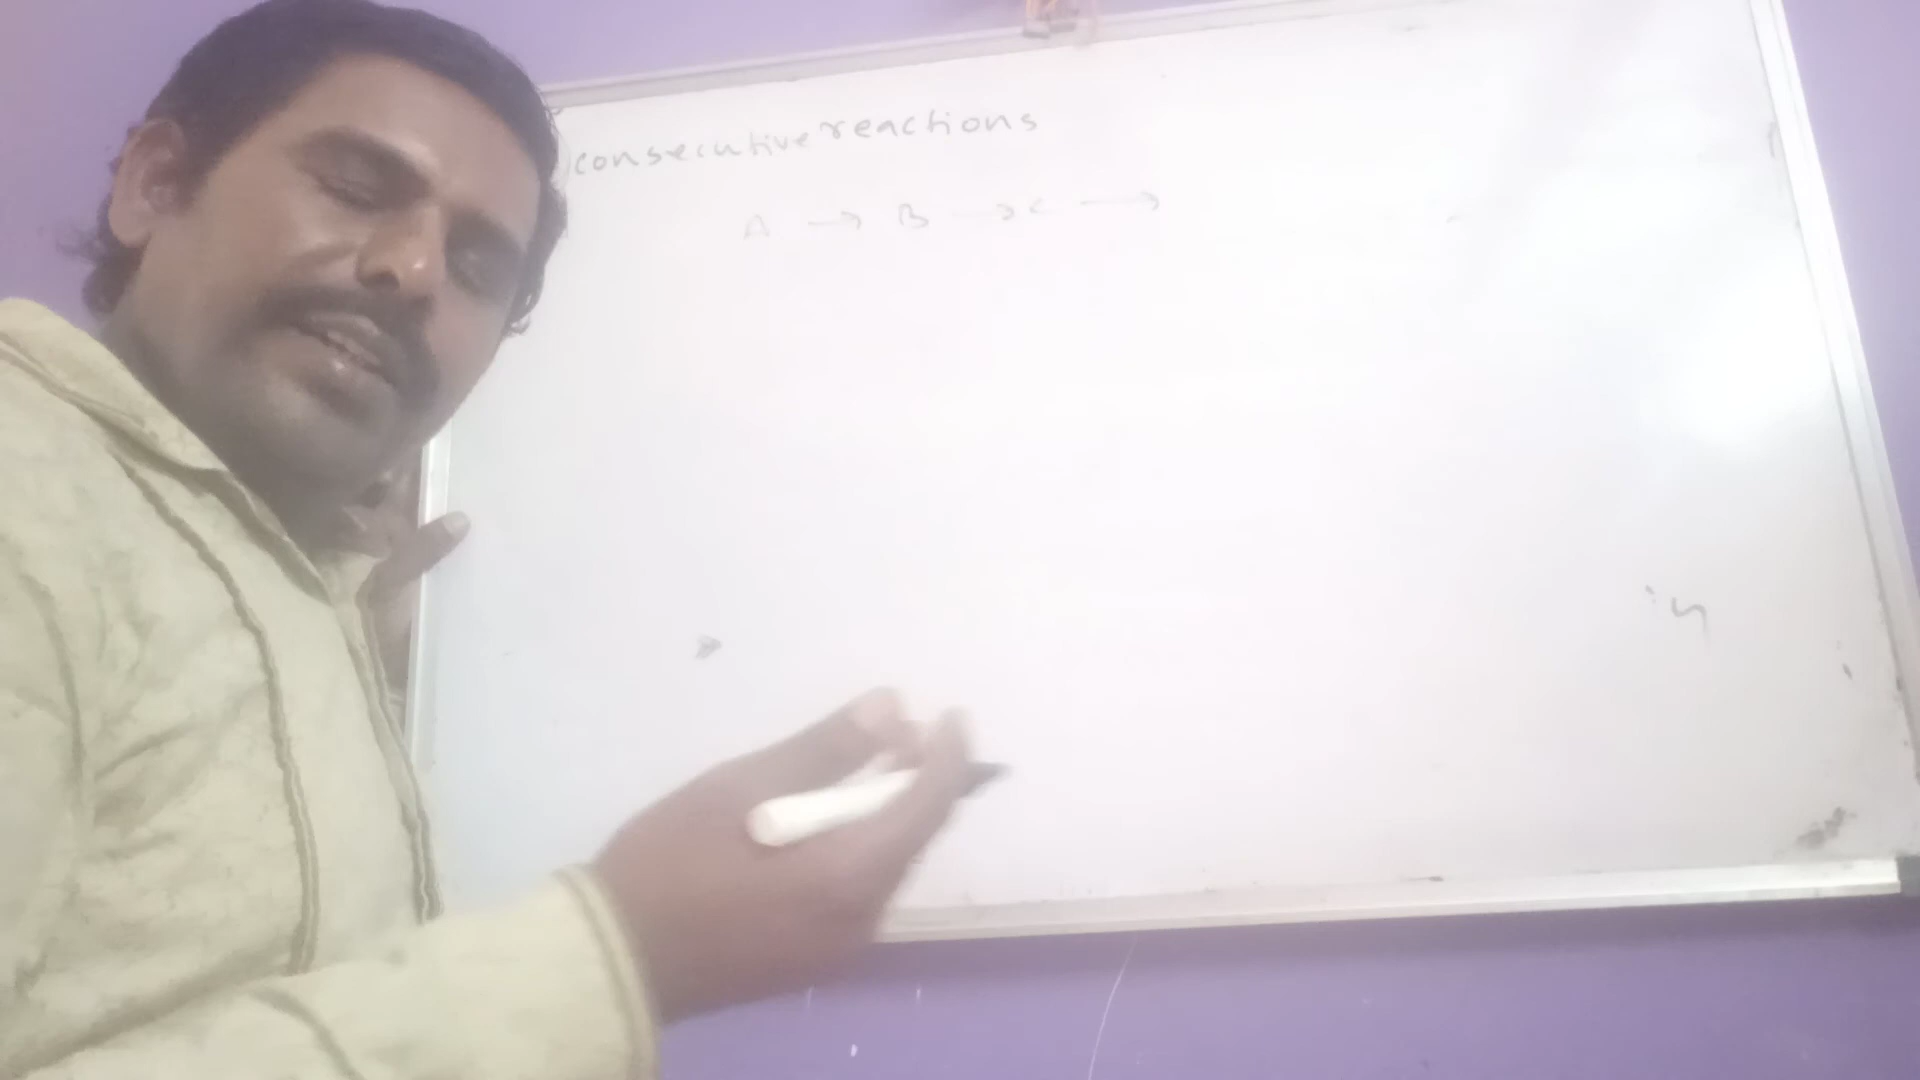 consecutive reactions
A → B → C →